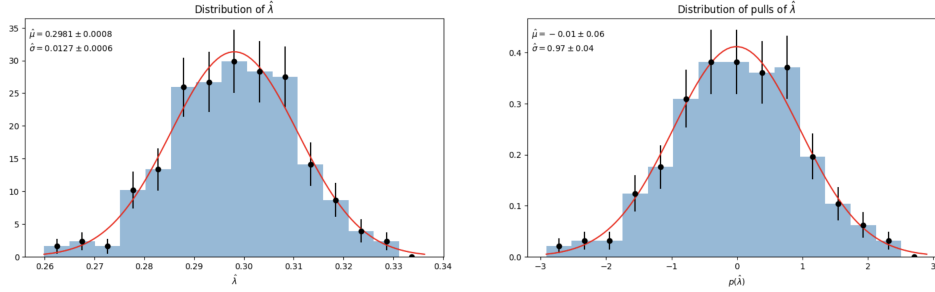 Distribution of λ̂
μ̂ = 0.2981 ± 0.0008
σ̂ = 0.0127 ± 0.0006
35
30
25
20
15
10
5
0
0.26 0.27 0.28 0.29 0.30 0.31 0.32 0.33 0.34
λ̂
Distribution of pulls of λ̂
μ̂ = − 0.01 ± 0.06
σ̂ = 0.97 ± 0.04
0.4
0.3
0.2
0.1
0.0
−3 −2 −1 0 1 2 3
p(λ̂)